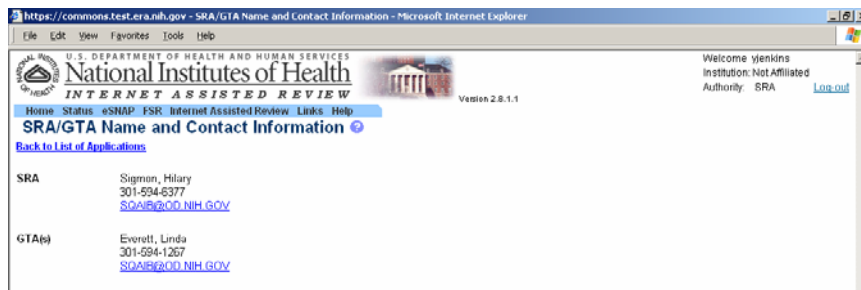 https://commons.test.era.nih.gov - SRA/GTA Name and Contact Information - Microsoft Internet Explorer
File Edit View Favorites Tools Help
U.S. DEPARTMENT OF HEALTH AND HUMAN SERVICES
National Institutes of Health
INTERNET ASSISTED REVIEW
Version 2.8.1.1
Welcome yjenkins
Institution: Not Affiliated
Authority: SRA Log-out
Home Status eSNAP FSR Internet Assisted Review Links Help
SRA/GTA Name and Contact Information ?
Back to List of Applications
SRA Sigmon, Hilary
301-594-6377
SQAIB@OD.NIH.GOV
GTA(s) Everett, Linda
301-594-1267
SQAIB@OD.NIH.GOV